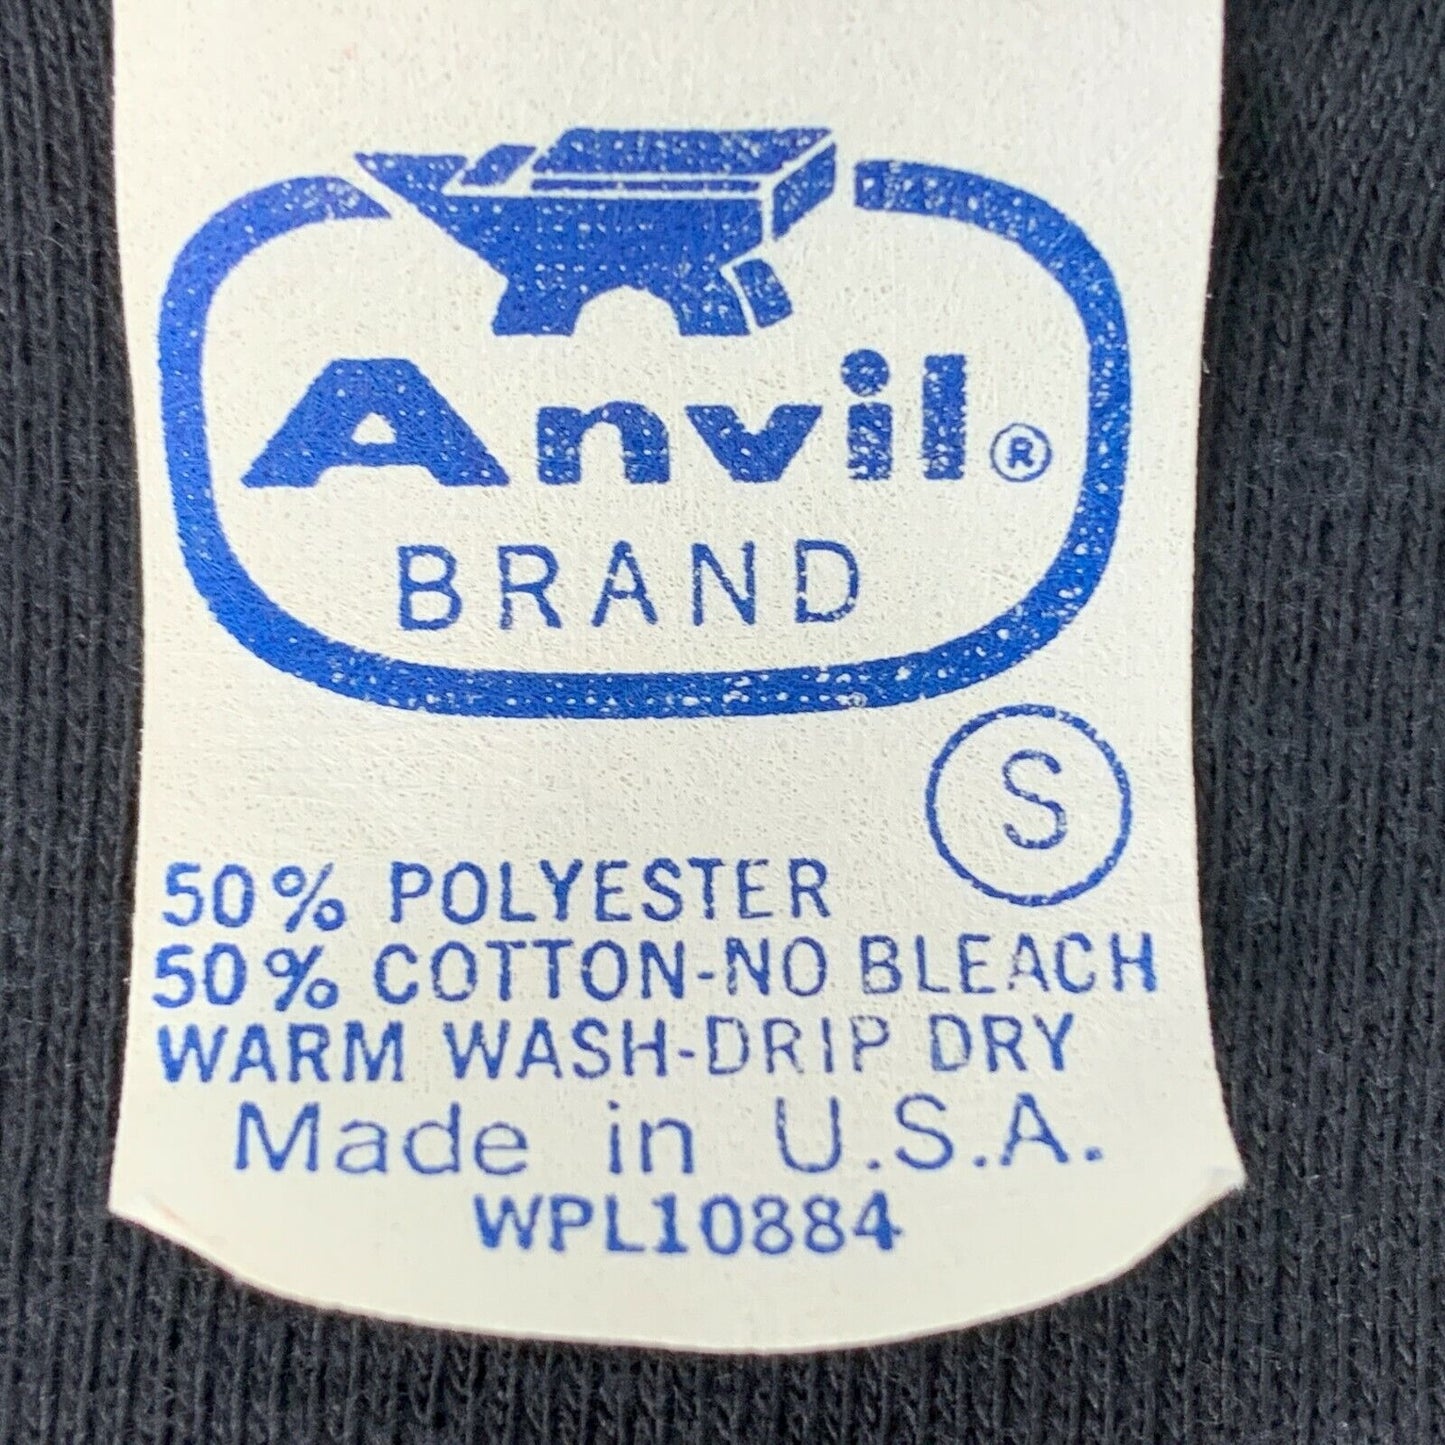 Anvil®
BRAND
S
50% POLYESTER
50% COTTON-NO BLEACH
WARM WASH-DRIP DRY
Made in U.S.A.
WPL10884